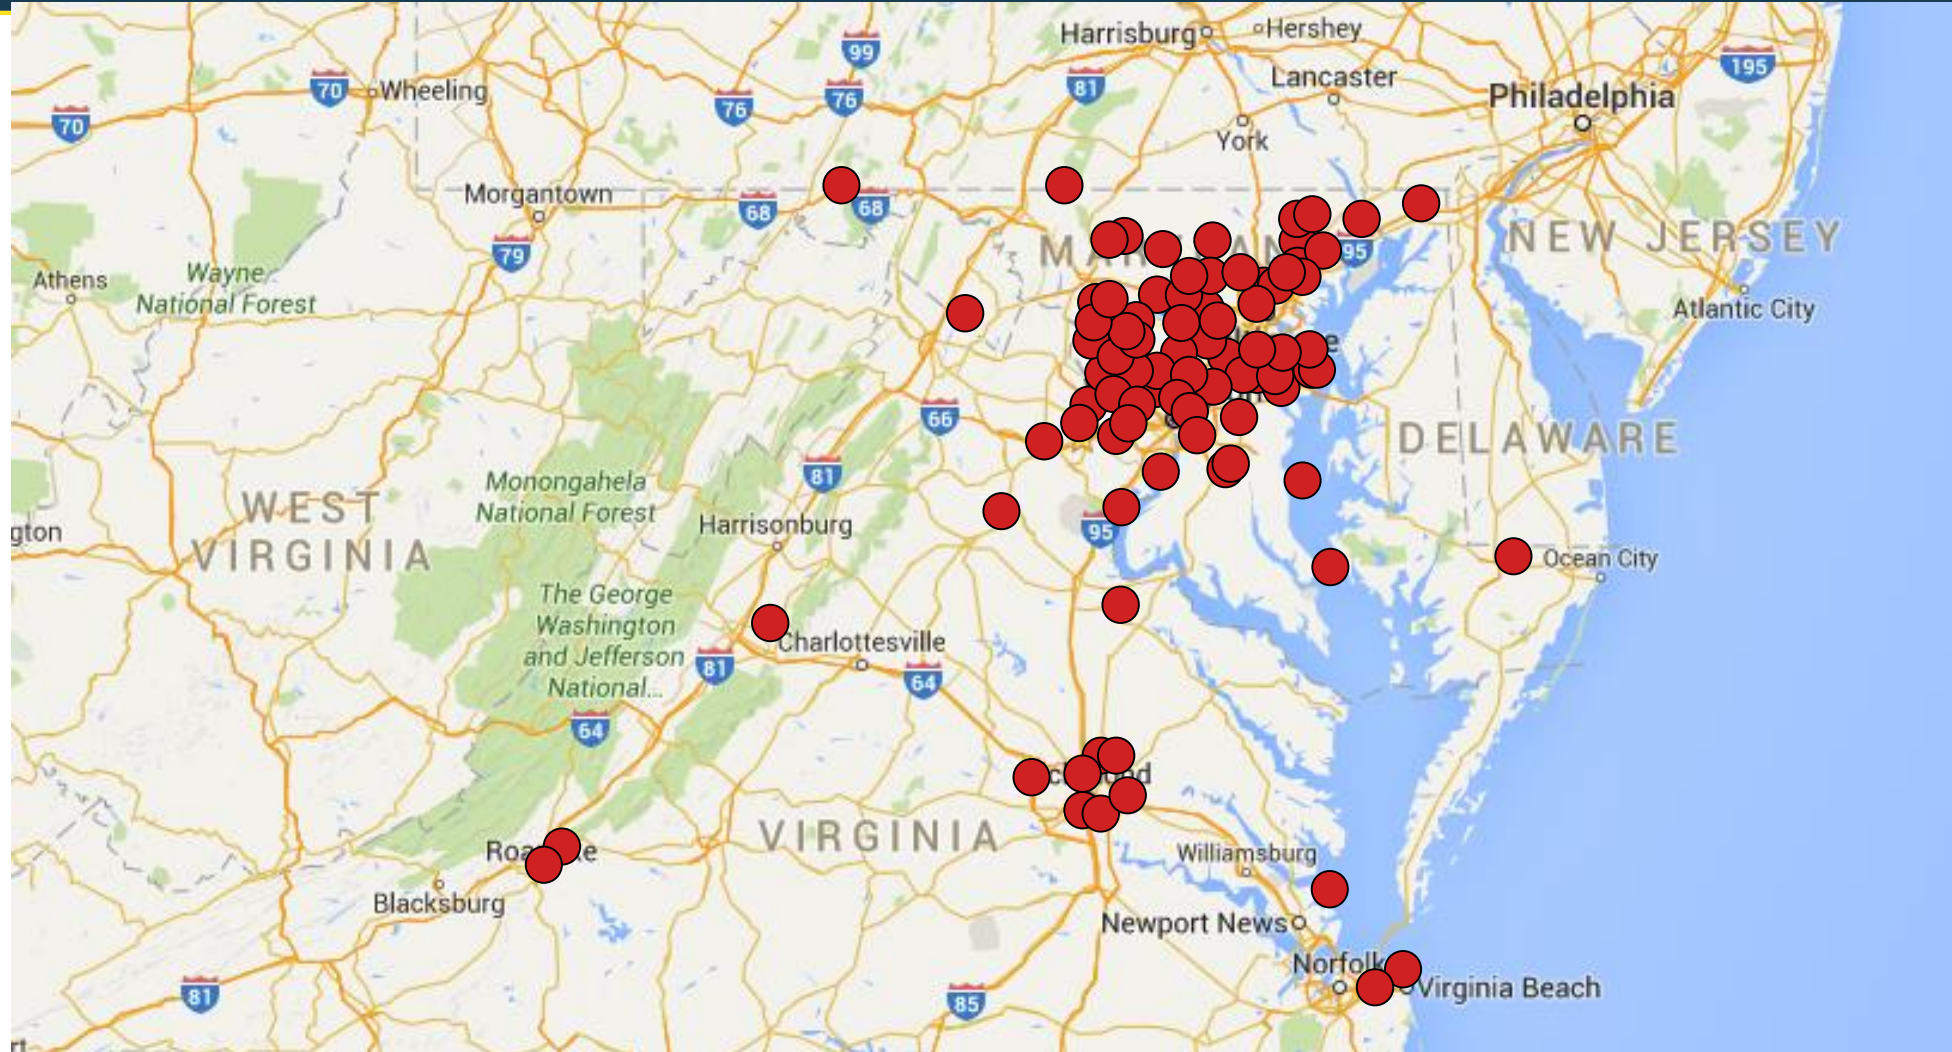 99
Harrisburg
Hershey
70
Wheeling
76
76
81
Lancaster
195
Philadelphia
70
York
Morgantown
68
68
79
NEW JERSEY
95
Athens
Wayne
National Forest
Atlantic City
66
DELAWARE
81
Monongahela
National Forest
WEST
VIRGINIA
Harrisonburg
95
gton
Ocean City
The George
Washington
and Jefferson
National...
Charlottesville
81
64
64
VIRGINIA
Williamsburg
Blacksburg
Newport News
Norfolk
Virginia Beach
81
85